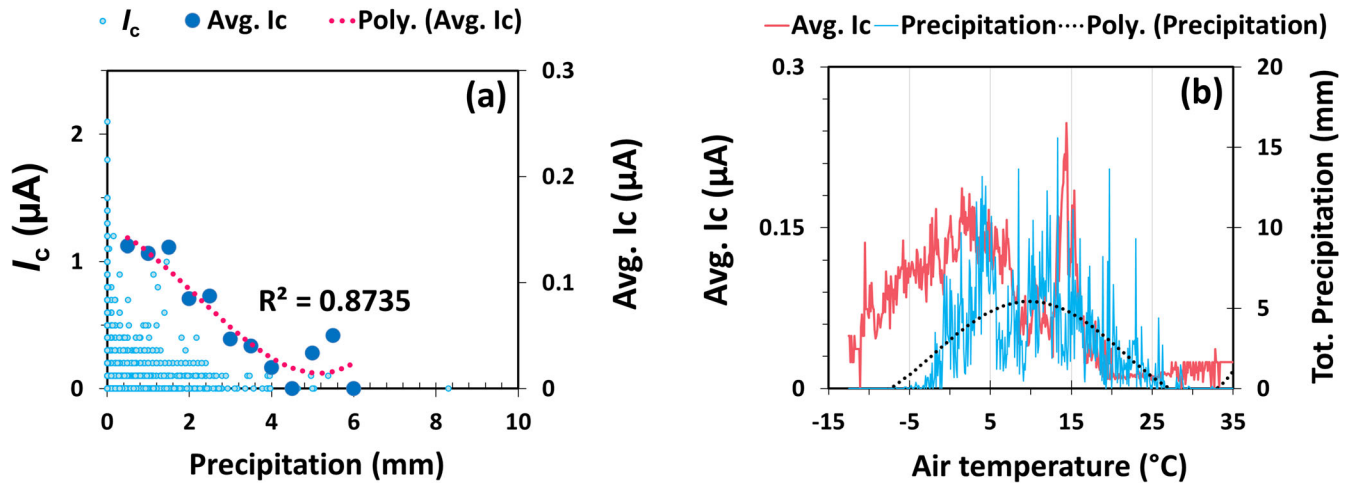 Ic Avg. Ic Poly. (Avg. Ic)
(a)
Ic (µA)
2
1
0
0.3
0.2
0.1
0
Avg. Ic (µA)
R² = 0.8735
0 2 4 6 8 10
Precipitation (mm)
Avg. Ic Precipitation Poly. (Precipitation)
(b)
Avg. Ic (µA)
0.3
0.15
0
20
15
10
5
0
Tot. Precipitation (mm)
-15 -5 5 15 25 35
Air temperature (°C)